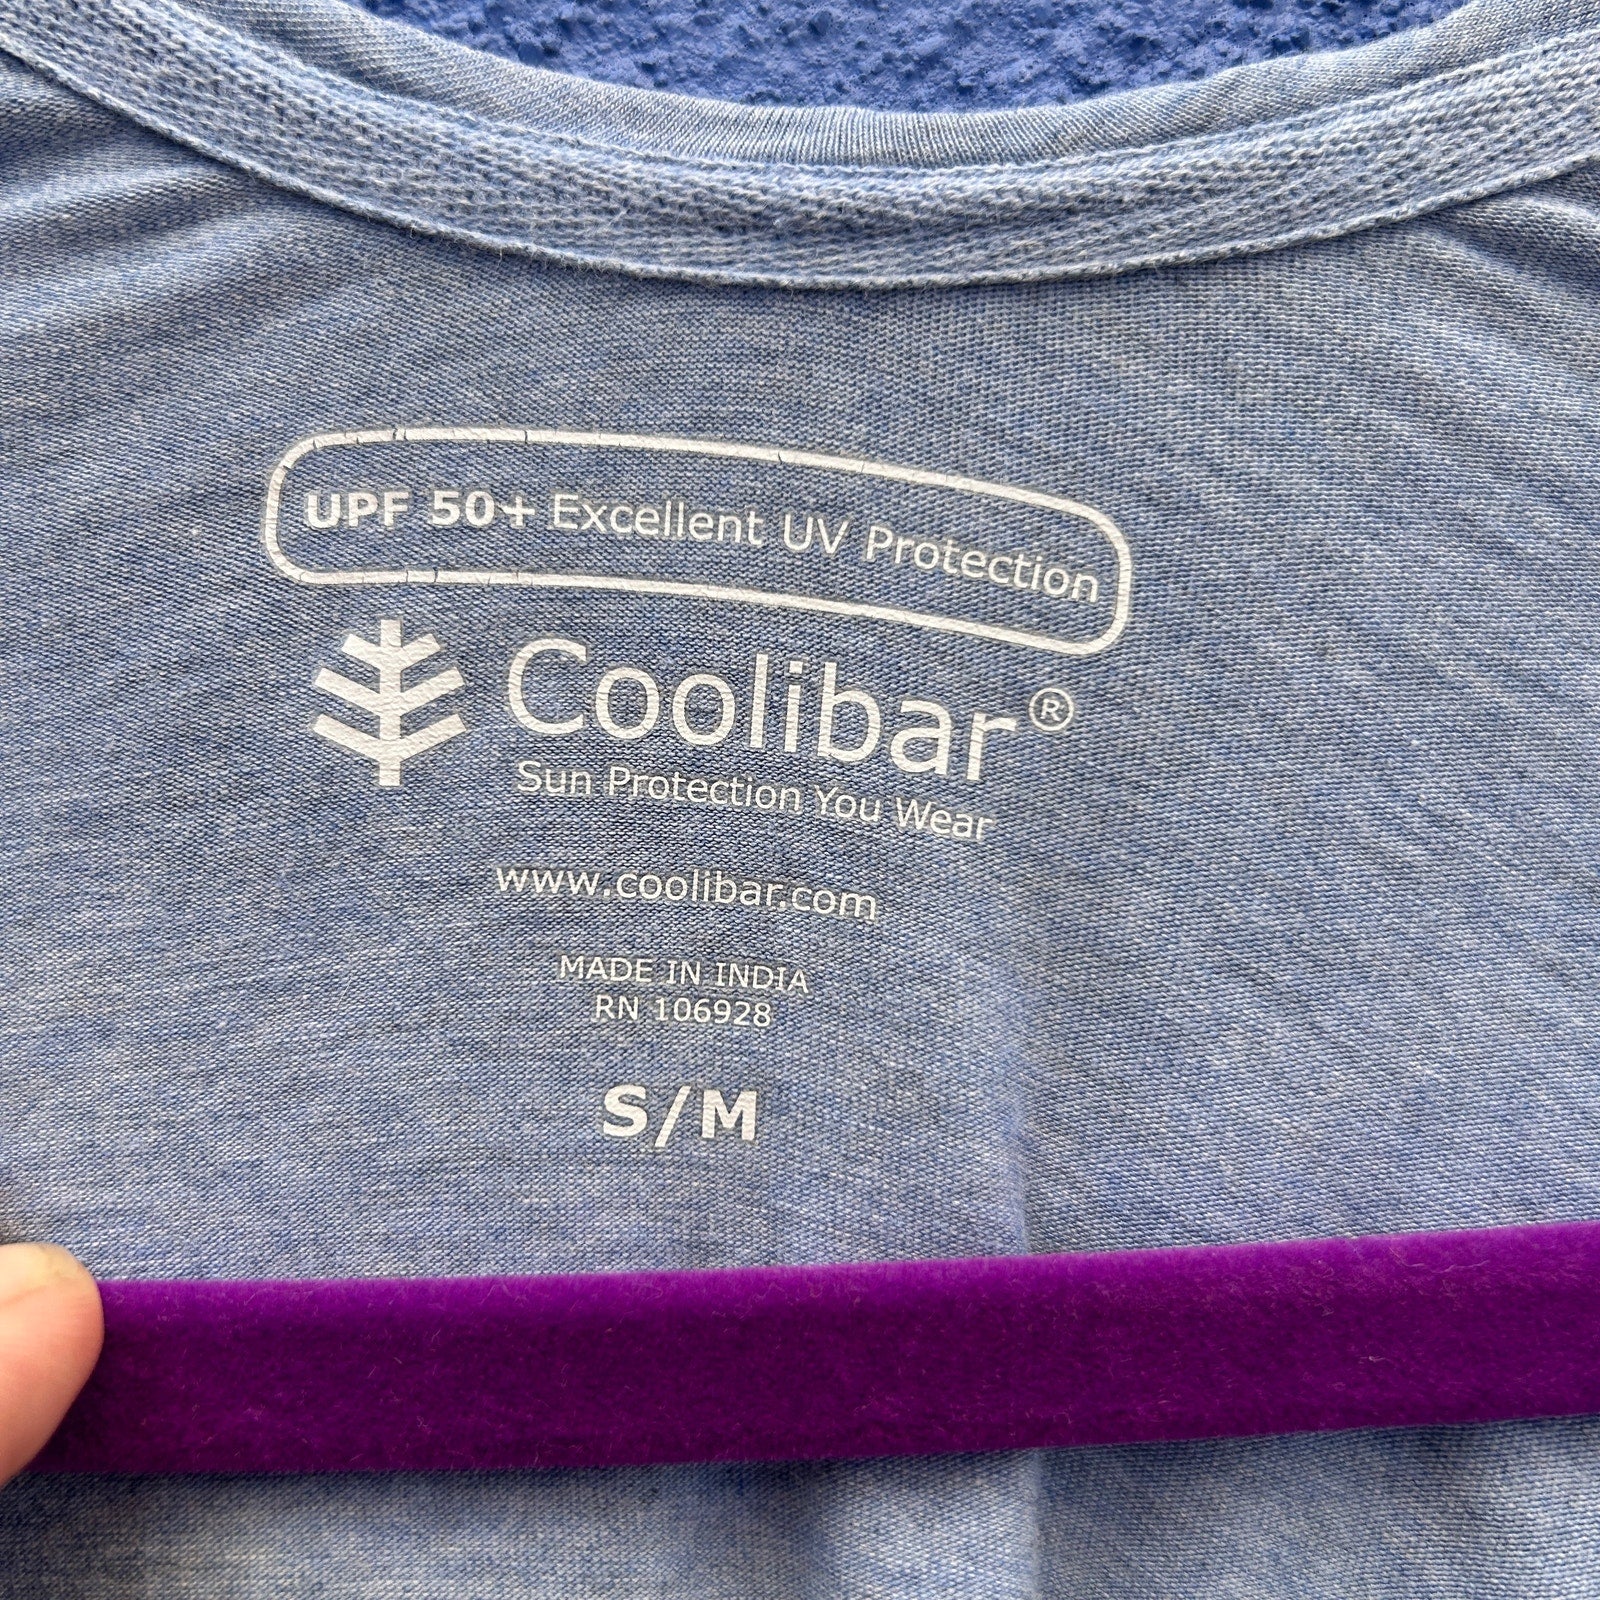 UPF 50+ Excellent UV Protection
Coolibar®
Sun Protection You Wear
www.coolibar.com
MADE IN INDIA
RN 106928
S/M